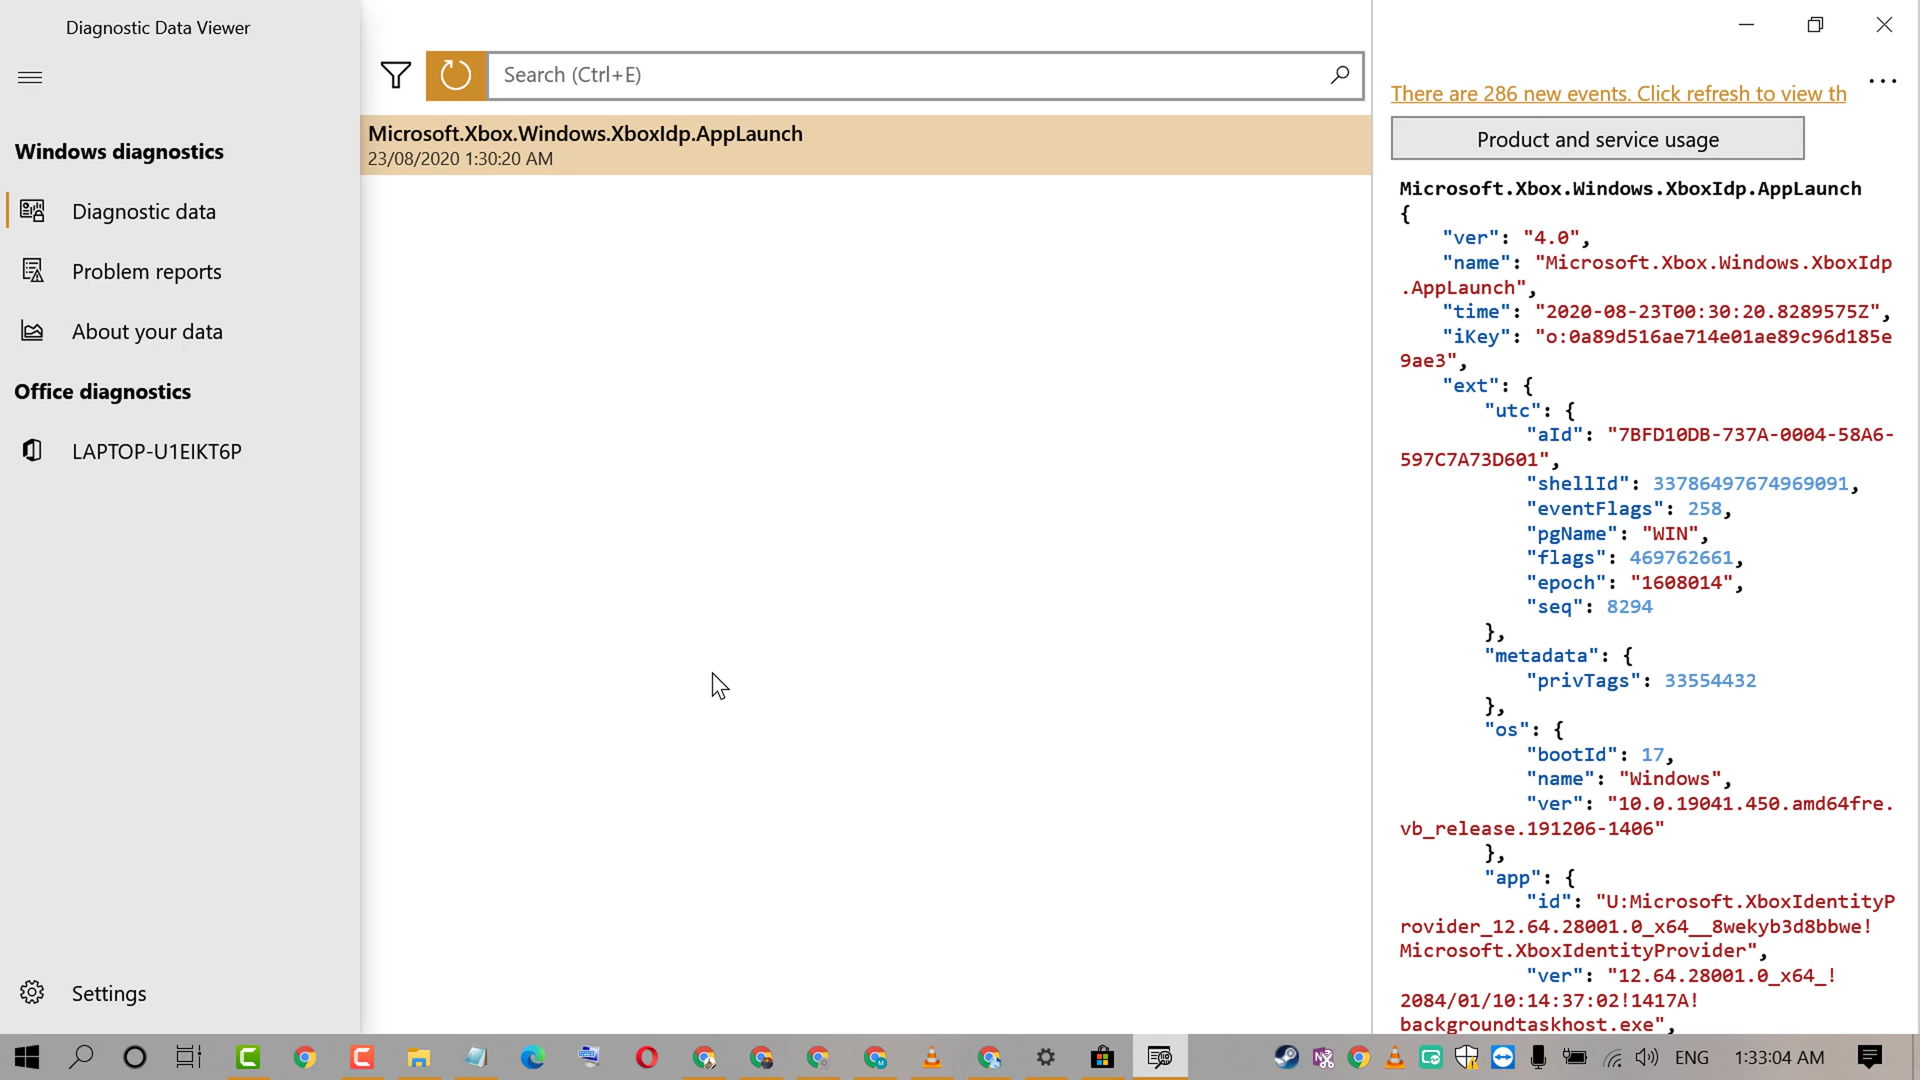 Diagnostic Data Viewer
Windows diagnostics
Diagnostic data
Problem reports
About your data
Office diagnostics
LAPTOP-U1EIKT6P
Settings
Search (Ctrl+E)
Microsoft.Xbox.Windows.XboxIdp.AppLaunch
23/08/2020 1:30:20 AM
There are 286 new events. Click refresh to view th
Product and service usage
Microsoft.Xbox.Windows.XboxIdp.AppLaunch
{
"ver": "4.0",
"name": "Microsoft.Xbox.Windows.XboxIdp
.AppLaunch",
"time": "2020-08-23T00:30:20.8289575Z",
"iKey": "o:0a89d516ae714e01ae89c96d185e
9ae3",
"ext": {
"utc": {
"aId": "7BFD10DB-737A-0004-58A6-
597C7A73D601",
"shellId": 33786497674969091,
"eventFlags": 258,
"pgName": "WIN",
"flags": 469762661,
"epoch": "1608014",
"seq": 8294
},
"metadata": {
"privTags": 33554432
},
"os": {
"bootId": 17,
"name": "Windows",
"ver": "10.0.19041.450.amd64fre.
vb_release.191206-1406"
},
"app": {
"id": "U:Microsoft.XboxIdentityP
rovider_12.64.28001.0_x64__8wekyb3d8bbwe!
Microsoft.XboxIdentityProvider",
"ver": "12.64.28001.0_x64_!
2084/01/10:14:37:02!1417A!
backgroundtaskhost.exe",
ENG
1:33:04 AM